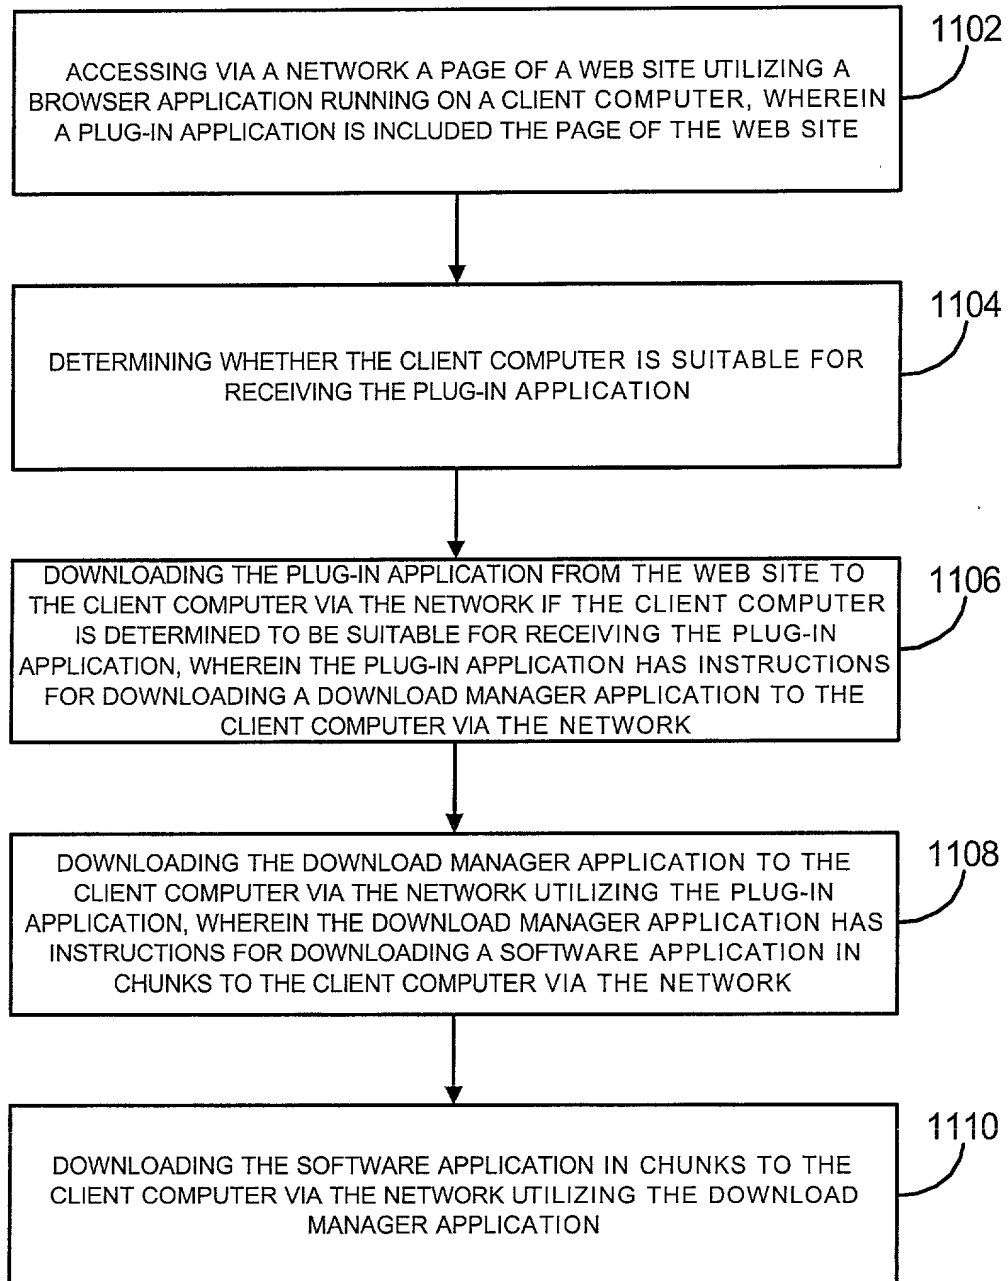 1102
ACCESSING VIA A NETWORK A PAGE OF A WEB SITE UTILIZING A
BROWSER APPLICATION RUNNING ON A CLIENT COMPUTER, WHEREIN
A PLUG-IN APPLICATION IS INCLUDED THE PAGE OF THE WEB SITE
1104
DETERMINING WHETHER THE CLIENT COMPUTER IS SUITABLE FOR
RECEIVING THE PLUG-IN APPLICATION
1106
DOWNLOADING THE PLUG-IN APPLICATION FROM THE WEB SITE TO
THE CLIENT COMPUTER VIA THE NETWORK IF THE CLIENT COMPUTER
IS DETERMINED TO BE SUITABLE FOR RECEIVING THE PLUG-IN
APPLICATION, WHEREIN THE PLUG-IN APPLICATION HAS INSTRUCTIONS
FOR DOWNLOADING A DOWNLOAD MANAGER APPLICATION TO THE
CLIENT COMPUTER VIA THE NETWORK
1108
DOWNLOADING THE DOWNLOAD MANAGER APPLICATION TO THE
CLIENT COMPUTER VIA THE NETWORK UTILIZING THE PLUG-IN
APPLICATION, WHEREIN THE DOWNLOAD MANAGER APPLICATION HAS
INSTRUCTIONS FOR DOWNLOADING A SOFTWARE APPLICATION IN
CHUNKS TO THE CLIENT COMPUTER VIA THE NETWORK
1110
DOWNLOADING THE SOFTWARE APPLICATION IN CHUNKS TO THE
CLIENT COMPUTER VIA THE NETWORK UTILIZING THE DOWNLOAD
MANAGER APPLICATION